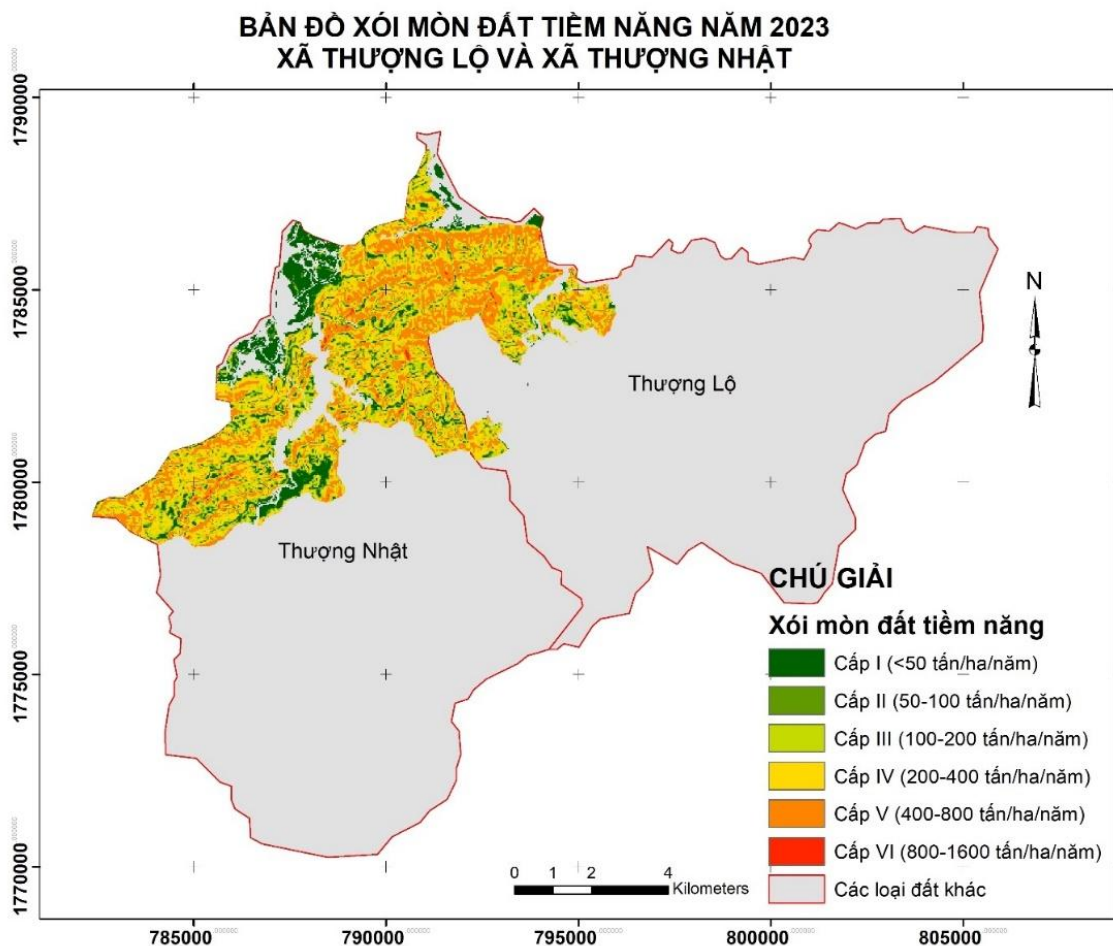 BẢN ĐỒ XÓI MÒN ĐẤT TIỀM NĂNG NĂM 2023
XÃ THƯỢNG LỘ VÀ XÃ THƯỢNG NHẬT
1790000
1785000
1780000
1775000
1770000
N
Thượng Lộ
Thượng Nhật
CHÚ GIẢI
Xói mòn đất tiềm năng
Cấp I (<50 tấn/ha/năm)
Cấp II (50-100 tấn/ha/năm)
Cấp III (100-200 tấn/ha/năm)
Cấp IV (200-400 tấn/ha/năm)
Cấp V (400-800 tấn/ha/năm)
Cấp VI (800-1600 tấn/ha/năm)
Các loại đất khác
0 1 2 4
Kilometers
785000 790000 795000 800000 805000